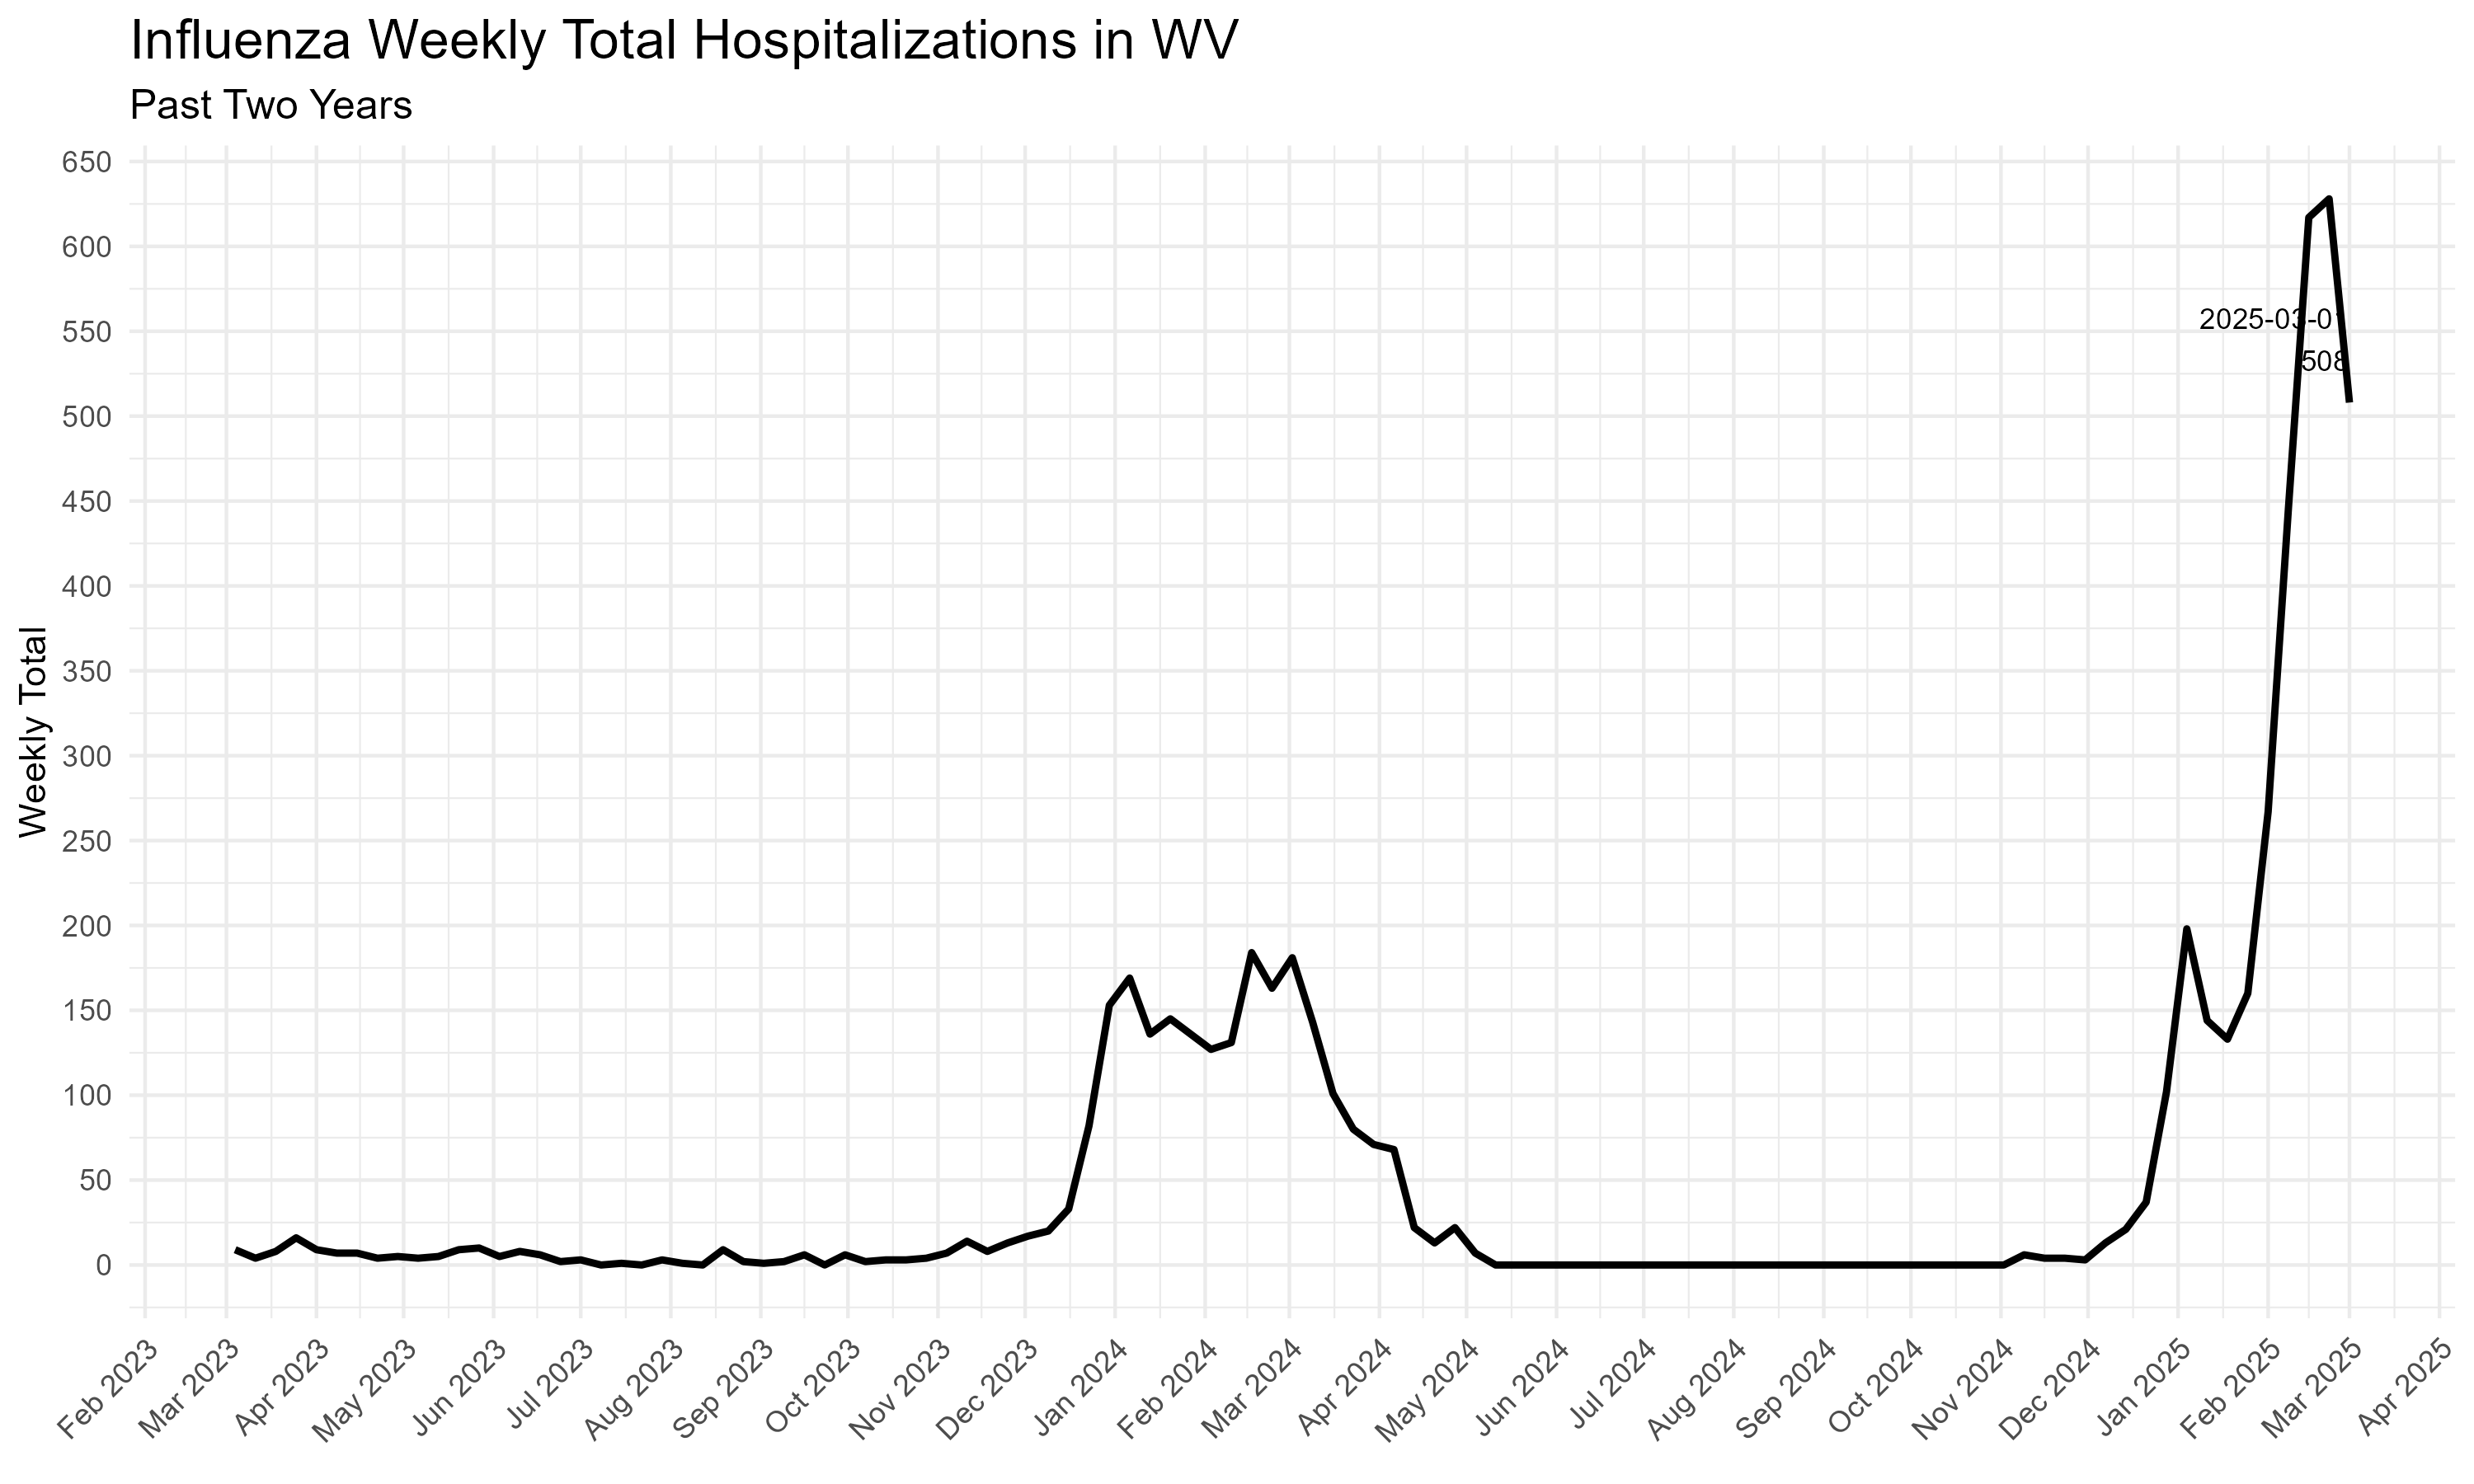 Influenza Weekly Total Hospitalizations in WV
Past Two Years
Weekly Total
650
600
550
500
450
400
350
300
250
200
150
100
50
0
2025-03-01
508
Feb 2023
Mar 2023
Apr 2023
May 2023
Jun 2023
Jul 2023
Aug 2023
Sep 2023
Oct 2023
Nov 2023
Dec 2023
Jan 2024
Feb 2024
Mar 2024
Apr 2024
May 2024
Jun 2024
Jul 2024
Aug 2024
Sep 2024
Oct 2024
Nov 2024
Dec 2024
Jan 2025
Feb 2025
Mar 2025
Apr 2025